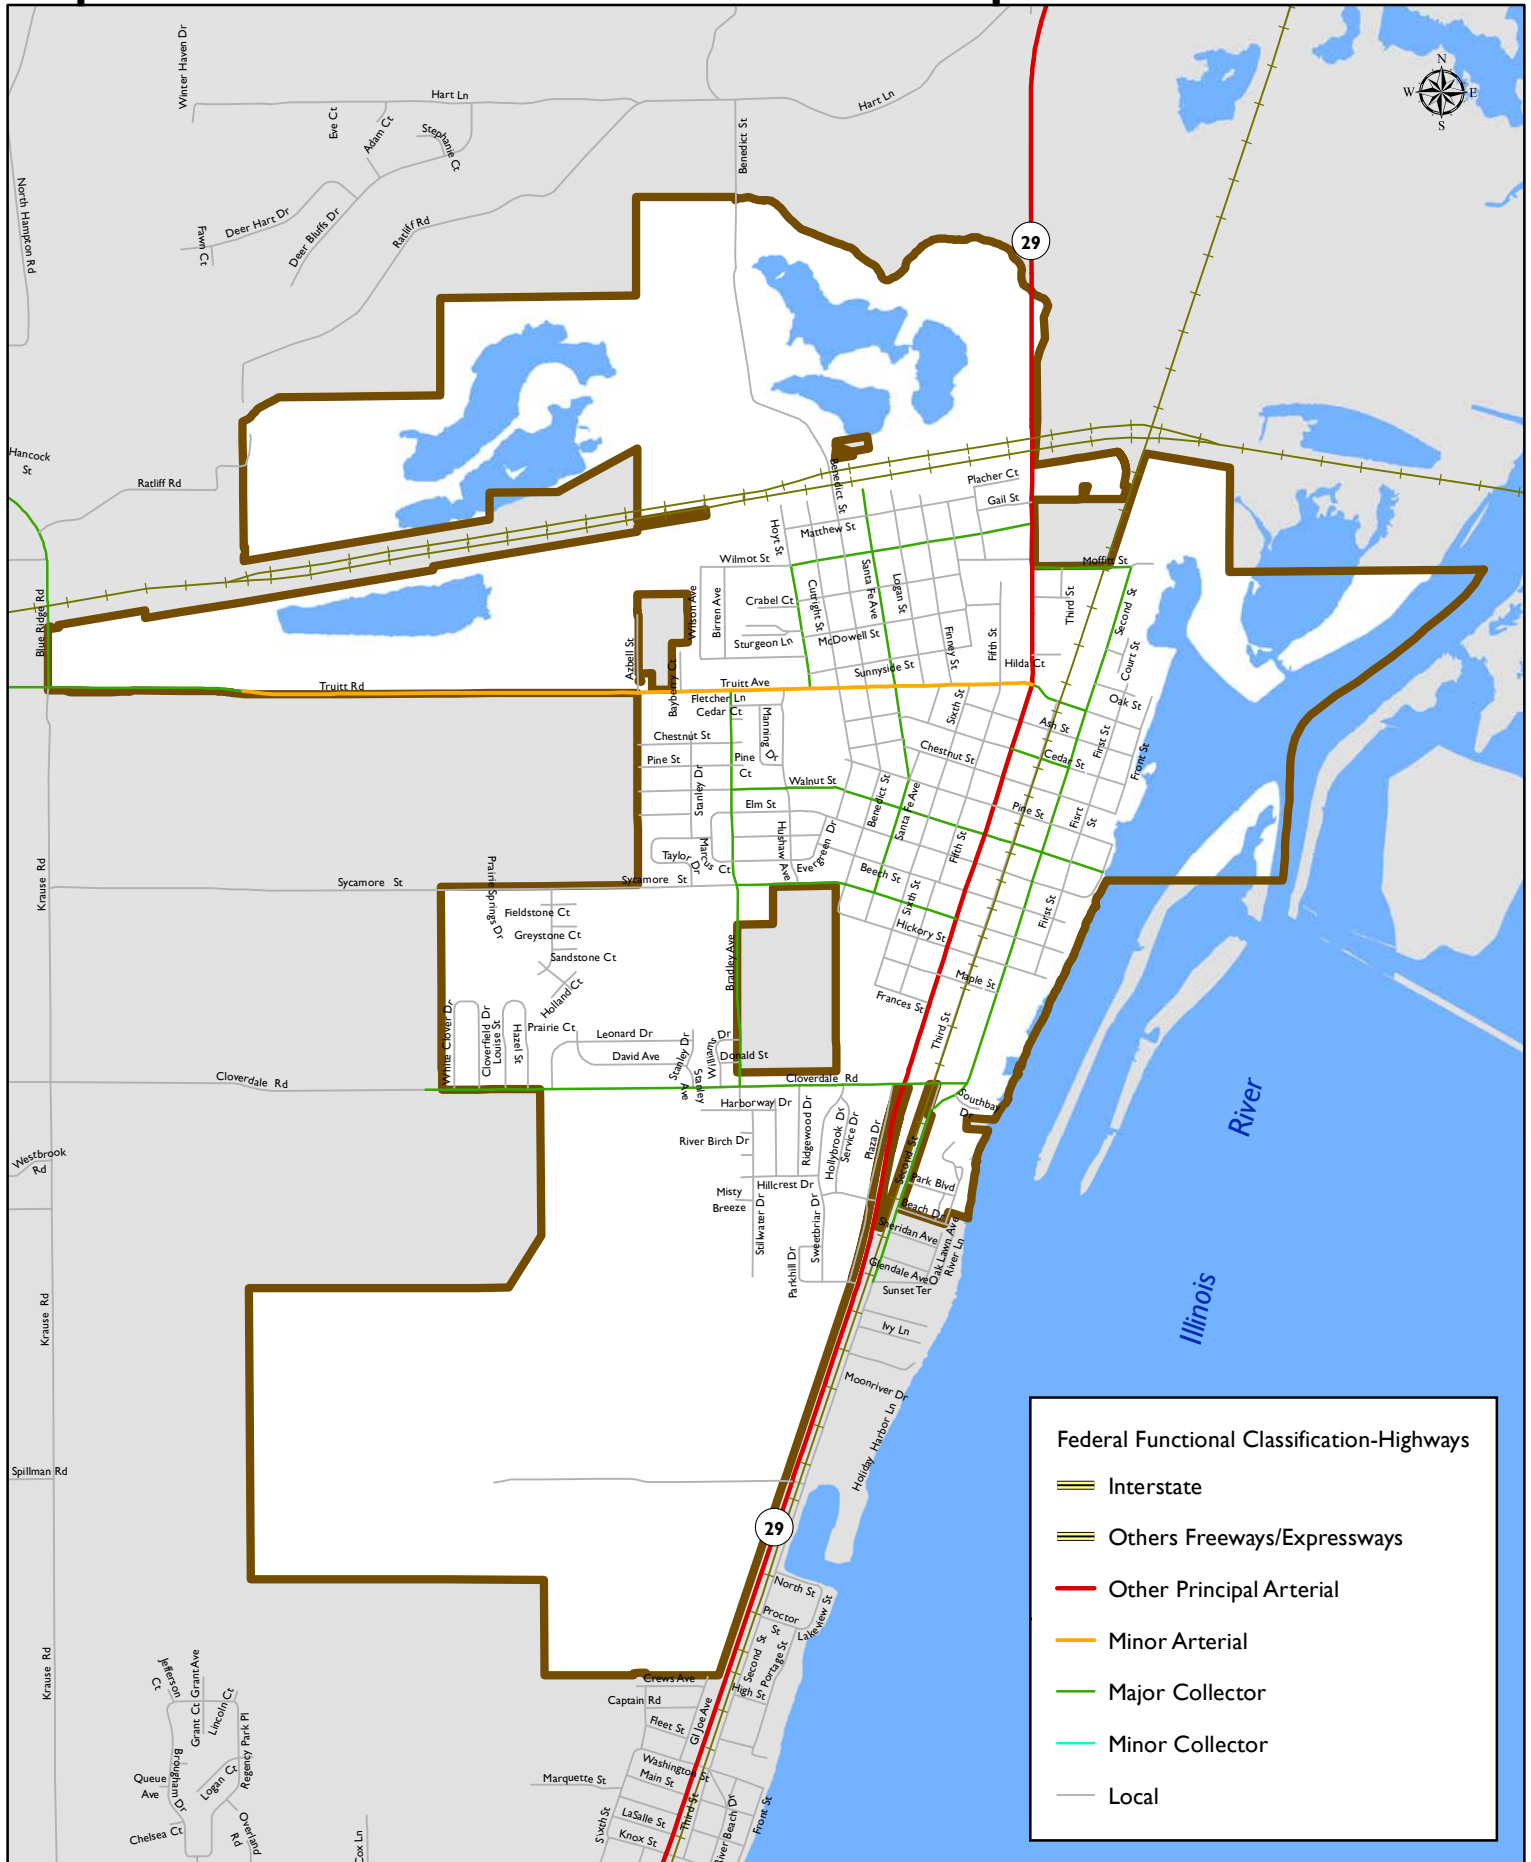 Winter Haven Dr
Hart Ln
Hart Ln
Eve Ct
Adam Ct
Stephanie Ct
Benedict St
N
W
E
S
North Hampton Rd
Fawn Ct
Deer Hart Dr
Deer Bluffs Dr
Ratliff Rd
29
Hancock
St
Ratliff Rd
Benedict St
Placher Ct
Gail St
Hoyt St
Matthew St
Wilmot St
Moffitt St
Blue Ridge Rd
Azbell St
Wilson Ave
Birren Ave
Crabel Ct
Cutright St
Santa Fe Ave
Logan St
Third St
Second St
Sturgeon Ln
McDowell St
Finney St
Fifth St
Court St
Bayberry Ct
Sunnyside St
Hilda Ct
Truitt Rd
Truitt Ave
Fletcher Ln
Cedar Ct
Manning
Dr
Sixth St
Oak St
Ash St
First St
Front St
Chestnut St
Chestnut St
Cedar St
Pine St
Pine
Ct
Stanley Dr
Walnut St
Benedict St
Santa Fe Ave
Elm St
Pine St
Fisrt
St
Hushaw Ave
Evergreen Dr
Fifth St
Marcus Ct
Taylor
Dr
Krause Rd
Sycamore St
Prairie Springs Dr
Sycamore St
Beech St
Sixth St
First St
Fieldstone Ct
Greystone Ct
Sandstone Ct
Holland Ct
Bradley Ave
Hickory St
Maple St
Frances St
White Clover Dr
Cloverfield Dr
Louise St
Hazel St
Prairie Ct
Leonard Dr
David Ave
Stanley Dr
Williams
Dr
Donald St
Third St
Cloverdale Rd
Stanley
Ave
Cloverdale Rd
Harborway Dr
Southbay
Dr
River Birch Dr
Ridgewood Dr
Hollybrook Dr
Service Dr
Plaza Dr
Second St
River
Westbrook
Rd
Hillcrest Dr
Misty
Breeze
Park Blvd
Beach Dr
Stillwater Dr
Sweetbriar Dr
Parkhill Dr
Sheridan Ave
Oak Lawn Ave
River Ln
Glendale Ave
Sunset Ter
Illinois
Krause Rd
Ivy Ln
Moonriver Dr
Holiday Harbor Ln
Spillman Rd
29
Federal Functional Classification-Highways
Interstate
Others Freeways/Expressways
Other Principal Arterial
Minor Arterial
Major Collector
Minor Collector
Local
North St
Proctor
St
Lakeview St
Second St
Portage St
High St
Krause Rd
Crews Ave
Captain Rd
Fleet St
GI Joe Ave
Jefferson
Ct
Grant Ave
Grant Ct
Lincoln Ct
Regency Park Pl
Queue
Ave
Brougham Dr
Logan Ct
Chelsea Ct
Overland
Rd
Cox Ln
Washington St
Main St
Marquette St
Sixth St
LaSalle St
Knox St
Third St
River Beach Dr
Front St